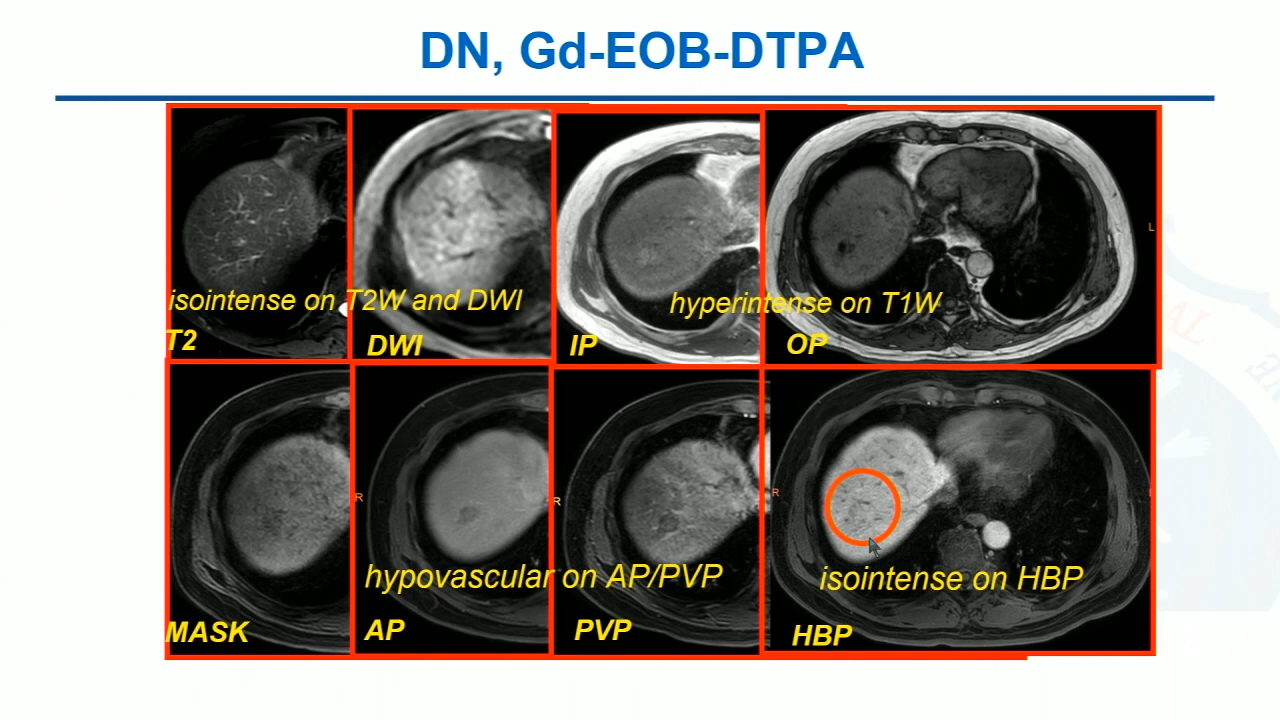 DN, Gd-EOB-DTPA
isointense on T2W and DWI
hyperintense on T1W
T2
DWI
IP
OP
L
R
R
R
hypovascular on AP/PVP
isointense on HBP
MASK
AP
PVP
HBP